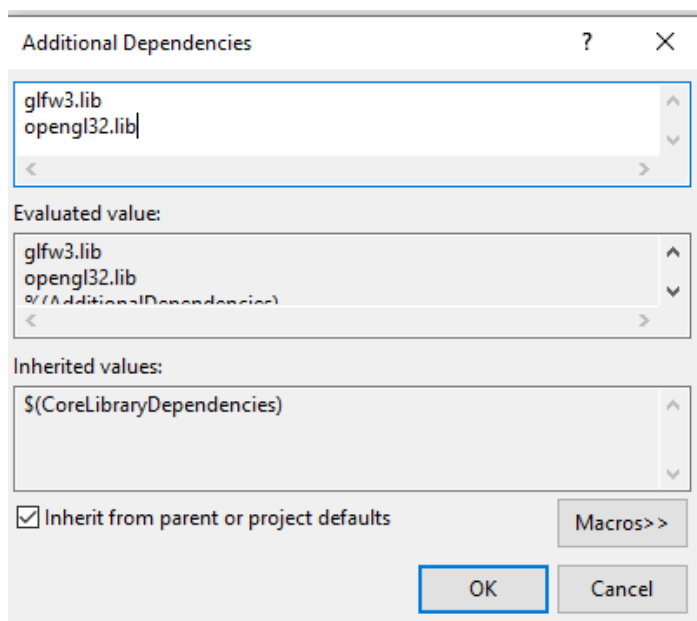 Additional Dependencies
?
glfw3.lib
opengl32.lib
Evaluated value:
glfw3.lib
opengl32.lib
%(AdditionalDependencies)
Inherited values:
$(CoreLibraryDependencies)
Inherit from parent or project defaults
Macros>>
OK
Cancel